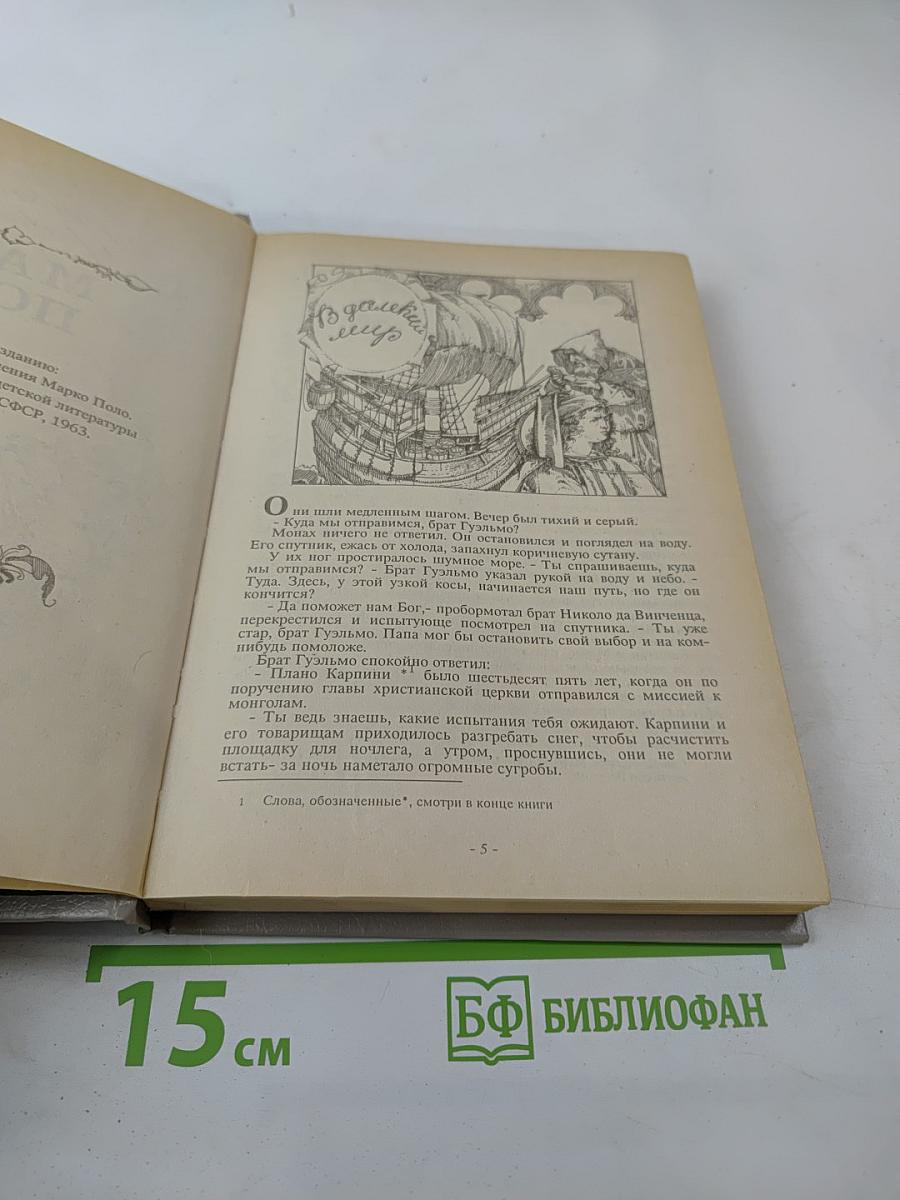 зданию:
ения Марко Поло.
детской литературы
СФСР, 1963.
В далекий
мир
Они шли медленным шагом. Вечер был тихий и серый.
- Куда мы отправимся, брат Гуэльмо?
Монах ничего не ответил. Он остановился и поглядел на воду.
Его спутник, ежась от холода, запахнул коричневую сутану.
У их ног простиралось шумное море. - Ты спрашиваешь, куда
мы отправимся? - Брат Гуэльмо указал рукой на воду и небо. -
Туда. Здесь, у этой узкой косы, начинается наш путь, но где он
кончится?
- Да поможет нам Бог,- пробормотал брат Николо да Винченца,
перекрестился и испытующе посмотрел на спутника. - Ты уже
стар, брат Гуэльмо. Папа мог бы остановить свой выбор и на ком-
нибудь помоложе.
Брат Гуэльмо спокойно ответил:
- Плано Карпини *1 было шестьдесят пять лет, когда он по
поручению главы христианской церкви отправился с миссией к
монголам.
- Ты ведь знаешь, какие испытания тебя ожидают. Карпини и
его товарищам приходилось разгребать снег, чтобы расчистить
площадку для ночлега, а утром, проснувшись, они не могли
встать- за ночь наметало огромные сугробы.
1 Слова, обозначенные*, смотри в конце книги
- 5 -
15 см
БФ БИБЛИОФАН